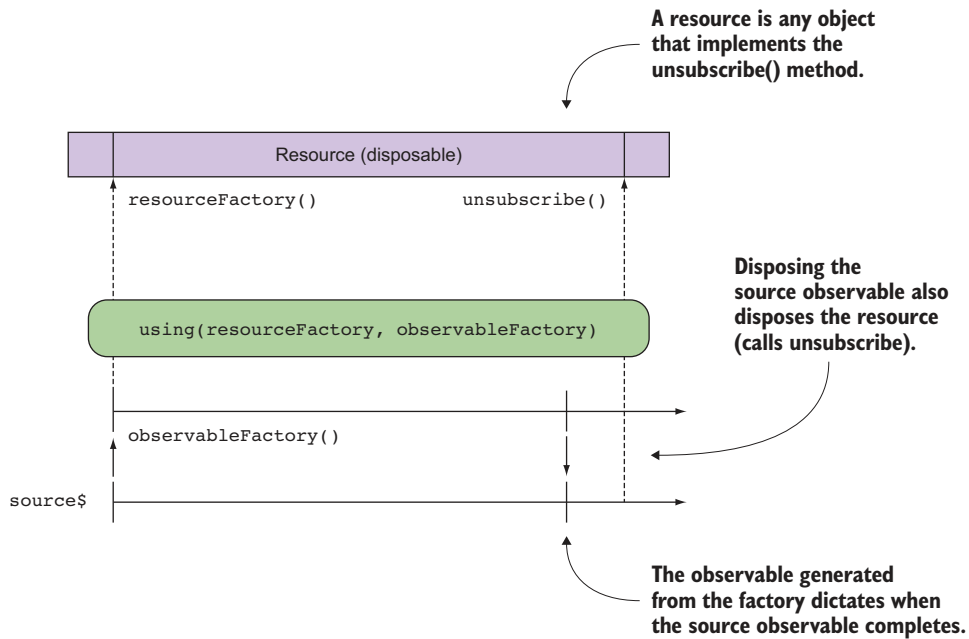 A resource is any object
that implements the
unsubscribe() method.
Resource (disposable)
resourceFactory()
unsubscribe()
Disposing the
source observable also
disposes the resource
(calls unsubscribe).
using(resourceFactory, observableFactory)
observableFactory()
source$
The observable generated
from the factory dictates when
the source observable completes.